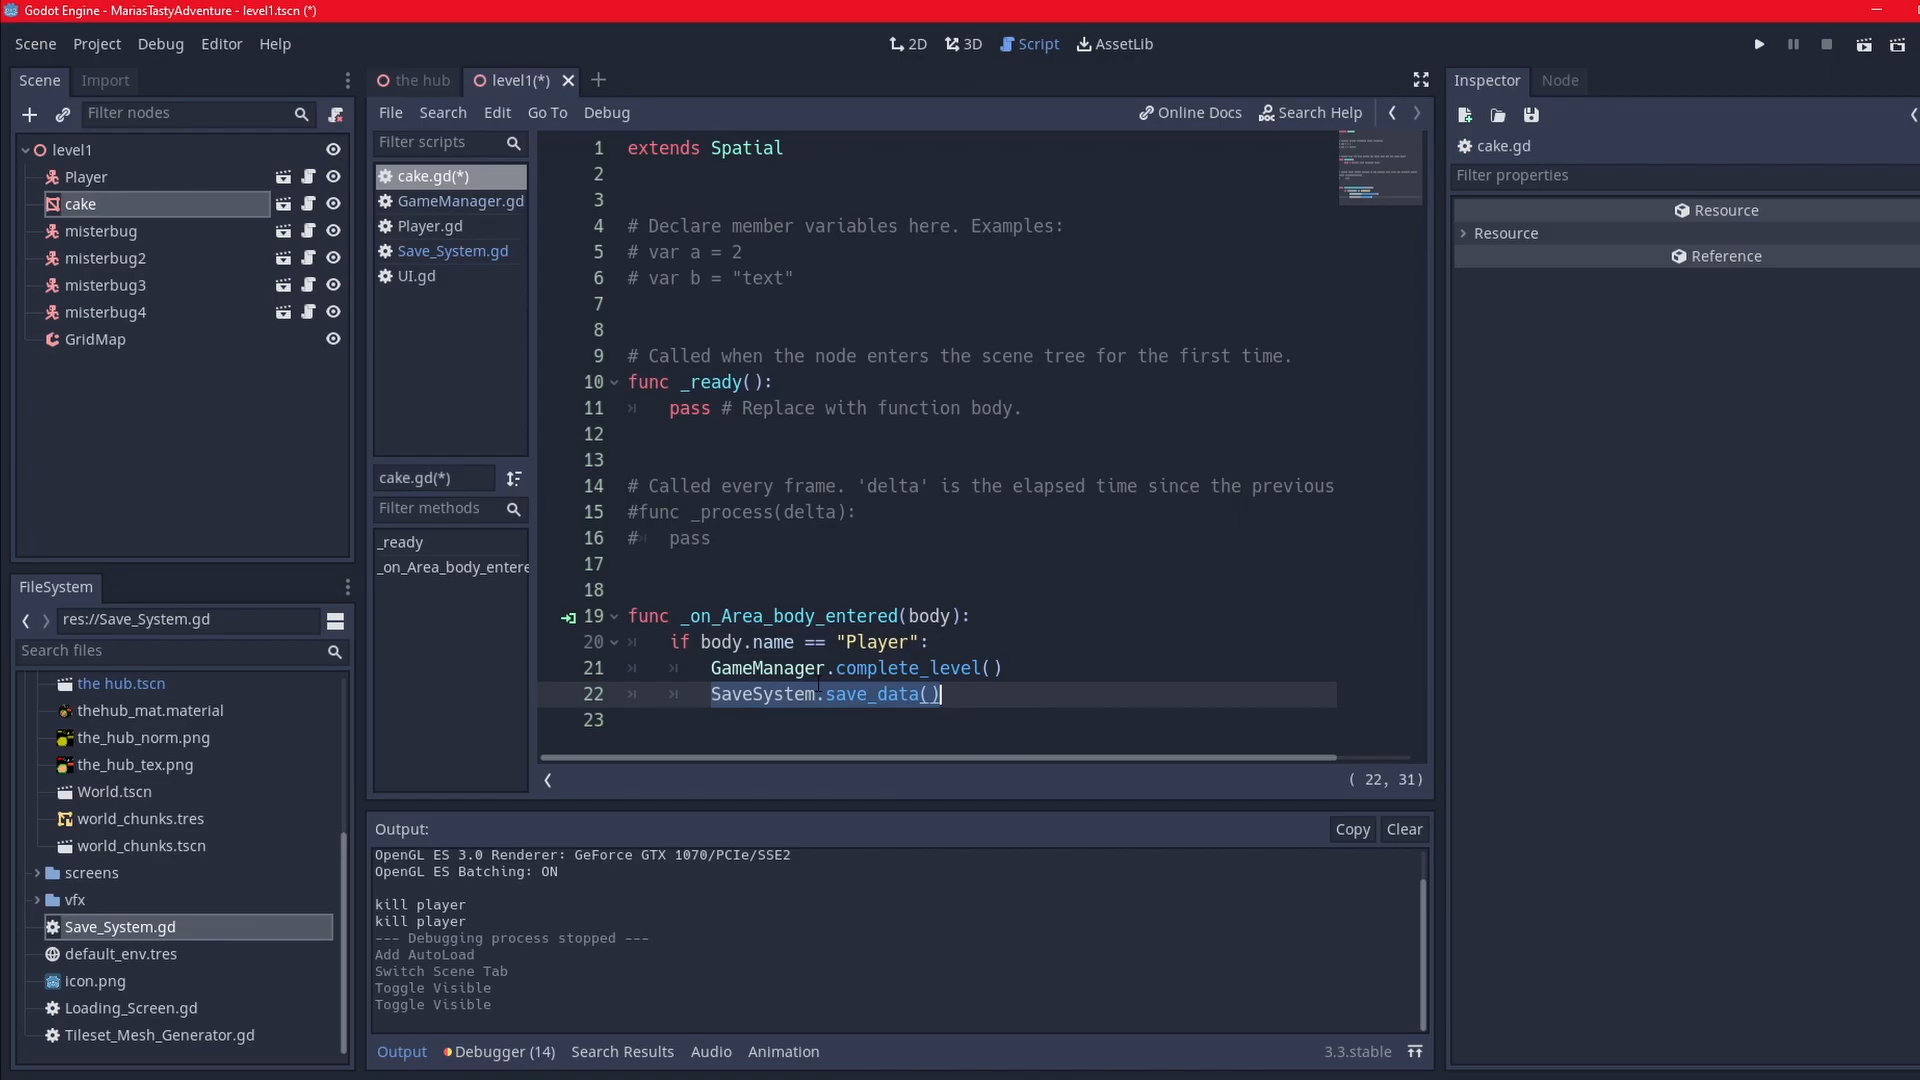 Godot Engine - MariasTastyAdventure - level1.tscn (*)
Scene Project Debug Editor Help
2D 3D Script AssetLib
Scene Import
Filter nodes
level1
Player
cake
misterbug
misterbug2
misterbug3
misterbug4
GridMap
FileSystem
res://Save_System.gd
Search files
the hub.tscn
thehub_mat.material
the_hub_norm.png
the_hub_tex.png
World.tscn
world_chunks.tres
world_chunks.tscn
screens
vfx
Save_System.gd
default_env.tres
icon.png
Loading_Screen.gd
Tileset_Mesh_Generator.gd
the hub level1(*)
File Search Edit Go To Debug Online Docs Search Help
Filter scripts
cake.gd(*)
GameManager.gd
Player.gd
Save_System.gd
UI.gd
cake.gd(*)
Filter methods
_ready
_on_Area_body_entere
1 extends Spatial
2
3
4 # Declare member variables here. Examples:
5 # var a = 2
6 # var b = "text"
7
8
9 # Called when the node enters the scene tree for the first time.
10 func _ready():
11 pass # Replace with function body.
12
13
14 # Called every frame. 'delta' is the elapsed time since the previous
15 #func _process(delta):
16 # pass
17
18
19 func _on_Area_body_entered(body):
20 if body.name == "Player":
21 GameManager.complete_level()
22 SaveSystem.save_data()
23
( 22, 31)
Output: Copy Clear
OpenGL ES 3.0 Renderer: GeForce GTX 1070/PCIe/SSE2
OpenGL ES Batching: ON
kill player
kill player
--- Debugging process stopped ---
Add AutoLoad
Switch Scene Tab
Toggle Visible
Toggle Visible
Output Debugger (14) Search Results Audio Animation 3.3.stable
Inspector Node
cake.gd
Filter properties
Resource
Resource
Reference